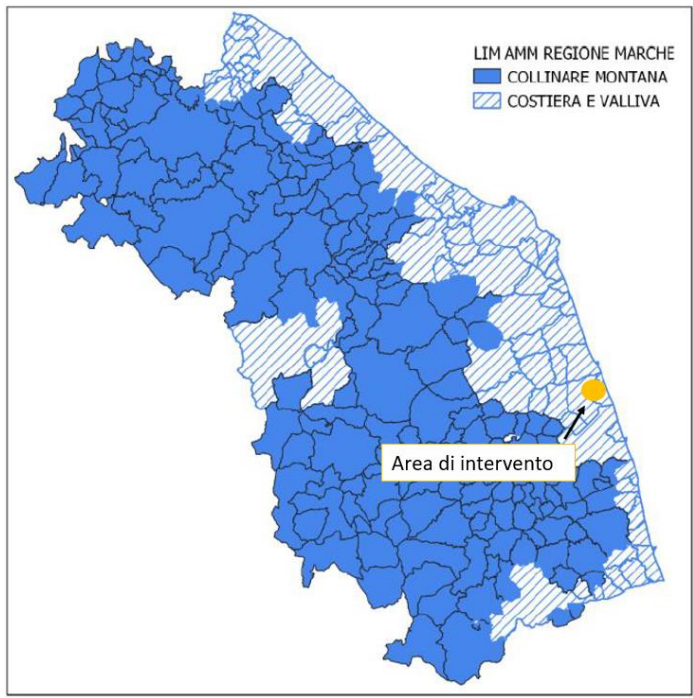 LIM AMM REGIONE MARCHE
COLLINARE MONTANA
COSTIERA E VALLIVA
Area di intervento